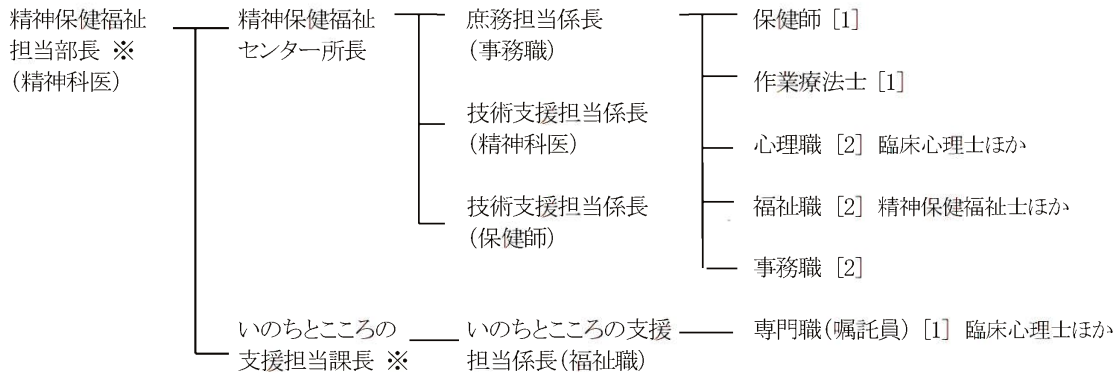 精神保健福祉
担当部長 ※
(精神科医)
精神保健福祉
センター所長
庶務担当係長
(事務職)
技術支援担当係長
(精神科医)
技術支援担当係長
(保健師)
保健師 [1]
作業療法士 [1]
心理職 [2] 臨床心理士ほか
福祉職 [2] 精神保健福祉士ほか
事務職 [2]
いのちとこころの
支援担当課長 ※
いのちとこころの支援
担当係長(福祉職)
専門職(嘱託員) [1] 臨床心理士ほか